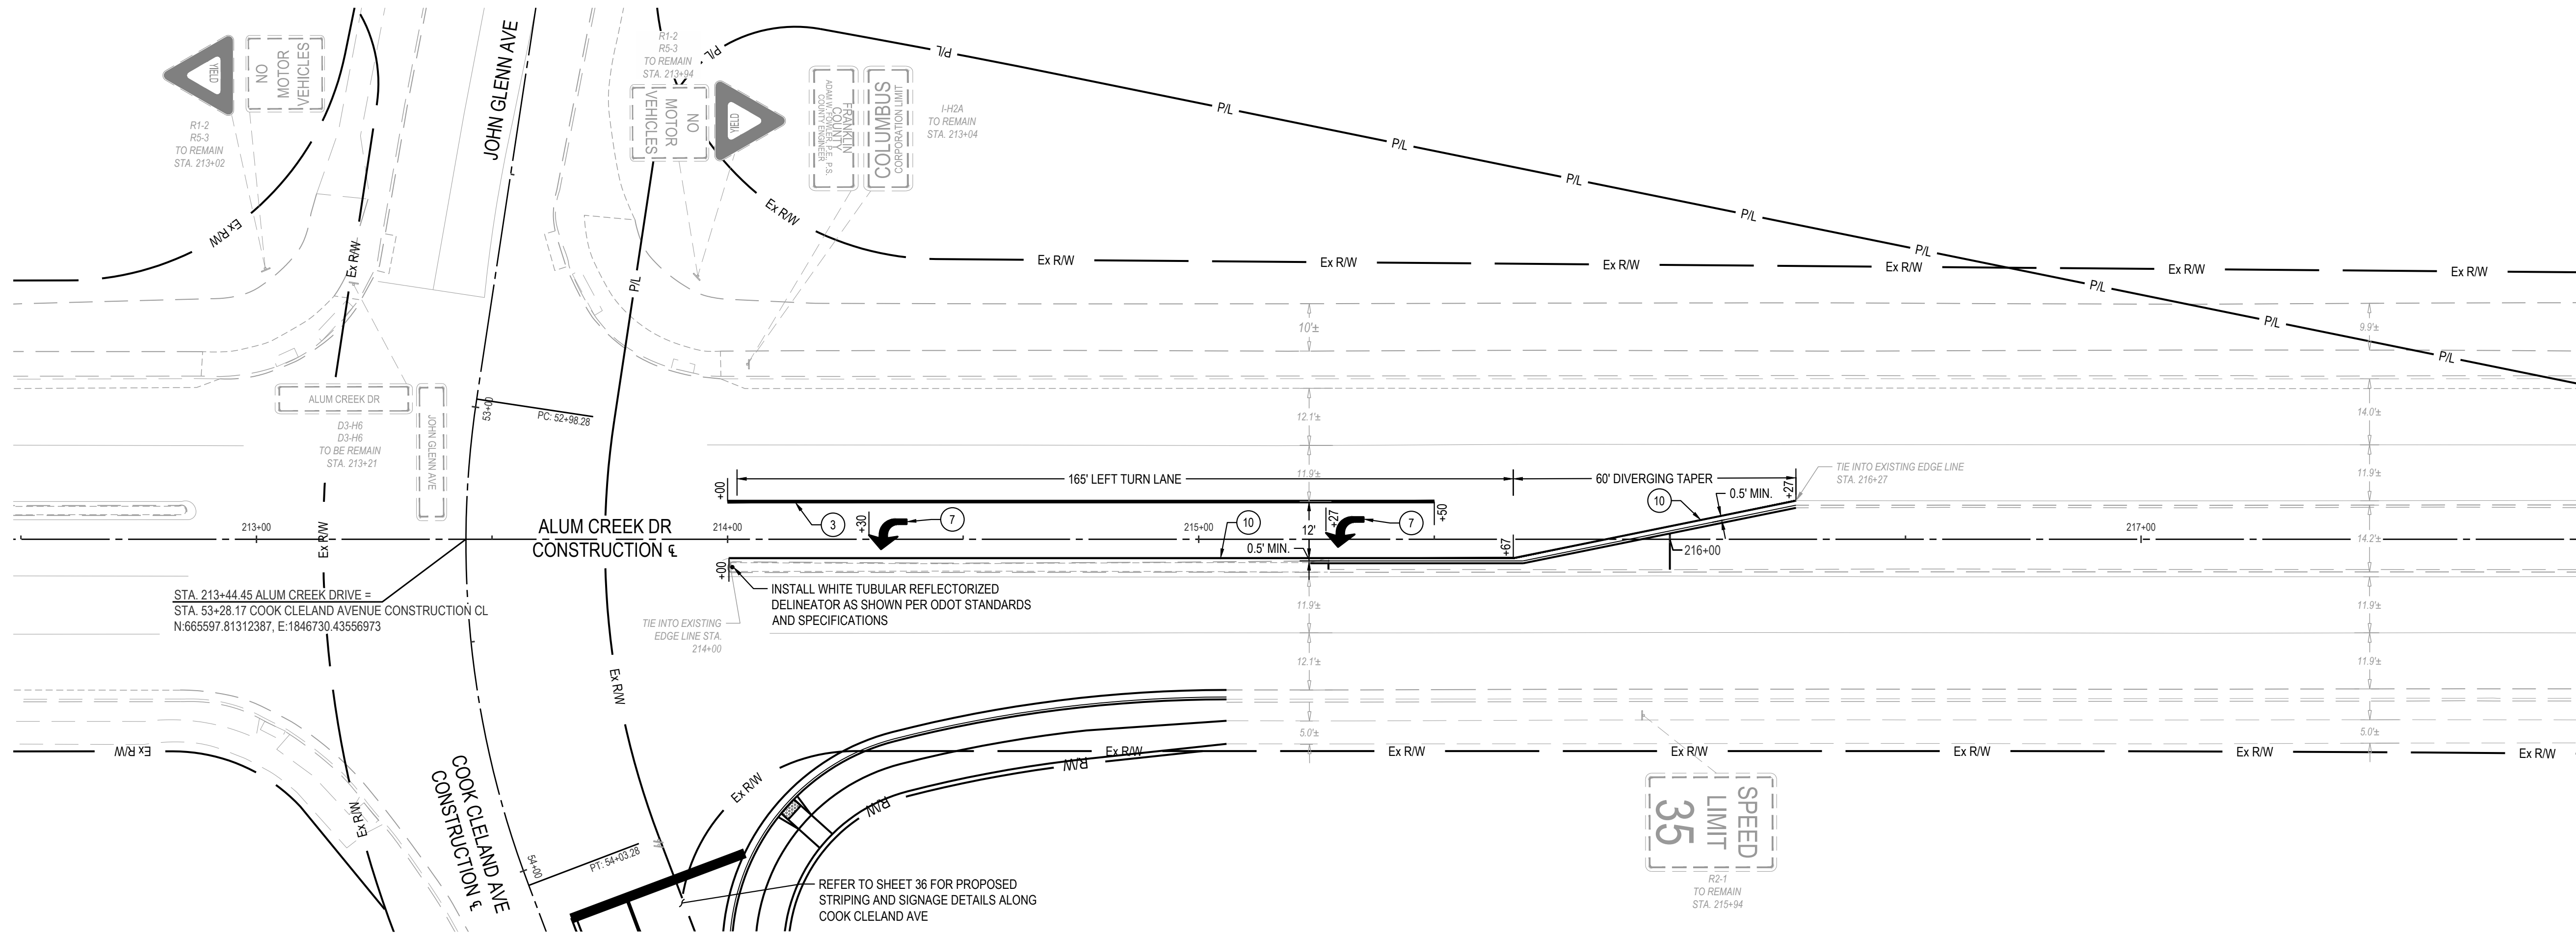 YIELD
NO
MOTOR
VEHICLES
R1-2
R5-3
TO REMAIN
STA. 213+02
JOHN GLENN AVE
R1-2
R5-3
TO REMAIN
STA. 213+94
NO
MOTOR
VEHICLES
YIELD
FRANKLIN
COUNTY
ADAM W. FOWLER, P.E., P.S.
COUNTY ENGINEER
COLUMBUS
CORPORATION LIMIT
I-H2A
TO REMAIN
STA. 213+04
P/L
P/L
P/L
P/L
P/L
P/L
P/L
P/L
P/L
P/L
P/L
Ex R/W
Ex R/W
Ex R/W
Ex R/W
Ex R/W
Ex R/W
Ex R/W
Ex R/W
Ex R/W
10'±
9.9'±
ALUM CREEK DR
JOHN GLENN AVE
D3-H6
D3-H6
TO BE REMAIN
STA. 213+21
53+00
PC: 52+98.28
12.1'±
14.0'±
11.9'±
11.9'±
165' LEFT TURN LANE
60' DIVERGING TAPER
TIE INTO EXISTING EDGE LINE
STA. 216+27
+00
3
+30
7
10
+27
7
+50
10
0.5' MIN.
+27
213+00
Ex R/W
ALUM CREEK DR
CONSTRUCTION ℄
214+00
215+00
12'
0.5' MIN.
+67
216+00
217+00
14.2'±
+00
INSTALL WHITE TUBULAR REFLECTORIZED
DELINEATOR AS SHOWN PER ODOT STANDARDS
AND SPECIFICATIONS
STA. 213+44.45 ALUM CREEK DRIVE =
STA. 53+28.17 COOK CLELAND AVENUE CONSTRUCTION CL
N:665597.81312387, E:1846730.43556973
TIE INTO EXISTING
EDGE LINE STA.
214+00
11.9'±
11.9'±
12.1'±
11.9'±
5.0'±
5.0'±
Ex R/W
Ex R/W
Ex R/W
Ex R/W
Ex R/W
Ex R/W
Ex R/W
Ex R/W
Ex R/W
Ex R/W
Ex R/W
R/W
R/W
COOK CLELAND AVE
CONSTRUCTION ℄
54+00
PT: 54+03.28
REFER TO SHEET 36 FOR PROPOSED
STRIPING AND SIGNAGE DETAILS ALONG
COOK CLELAND AVE
SPEED
LIMIT
35
R2-1
TO REMAIN
STA. 215+94